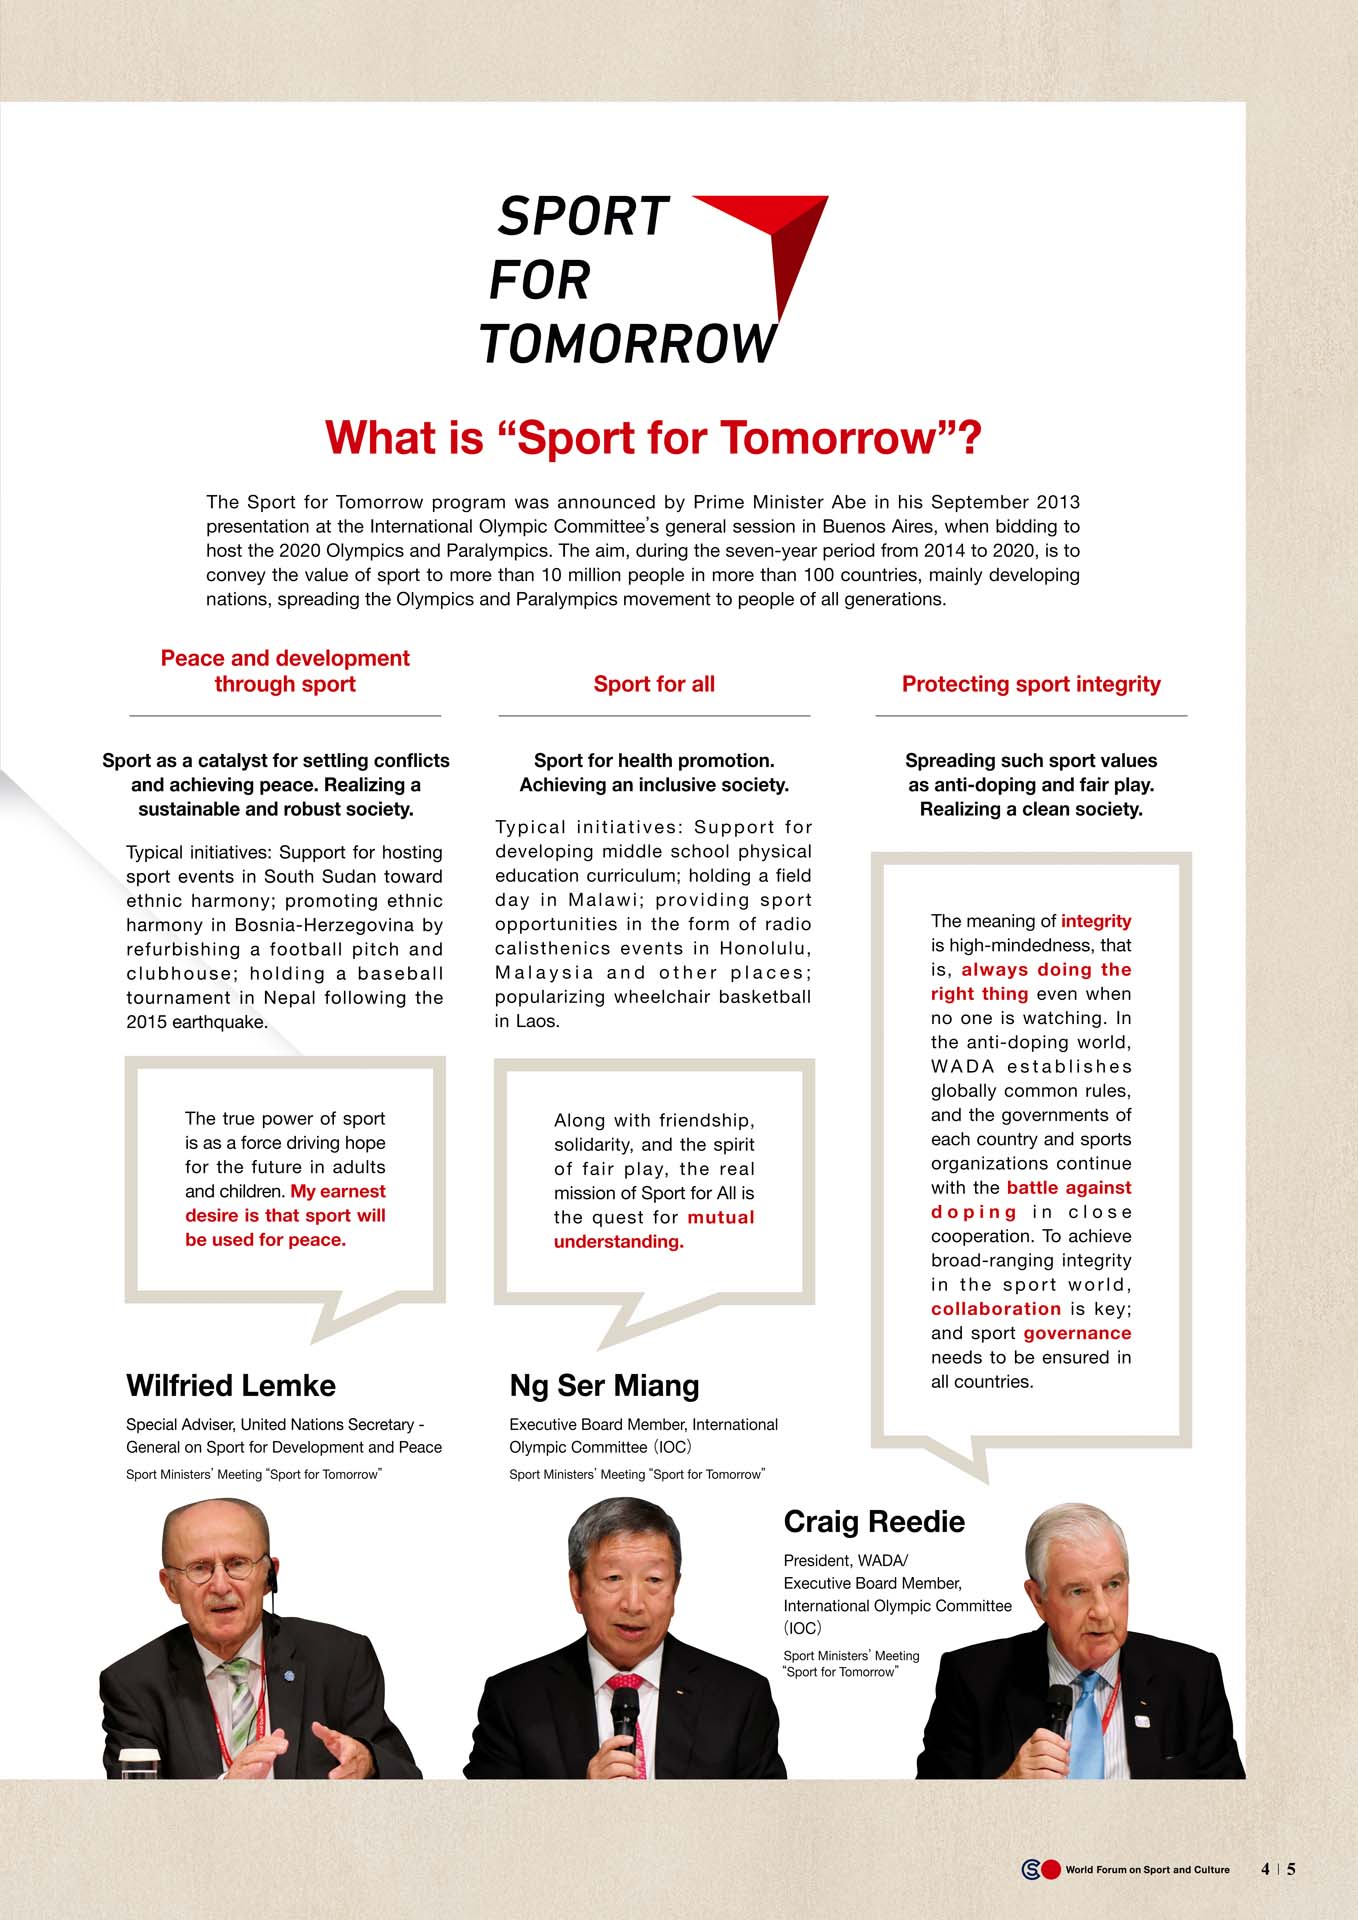 SPORT
FOR
TOMORROW
What is “Sport for Tomorrow”?
The Sport for Tomorrow program was announced by Prime Minister Abe in his September 2013
presentation at the International Olympic Committee’s general session in Buenos Aires, when bidding to
host the 2020 Olympics and Paralympics. The aim, during the seven-year period from 2014 to 2020, is to
convey the value of sport to more than 10 million people in more than 100 countries, mainly developing
nations, spreading the Olympics and Paralympics movement to people of all generations.
Peace and development
through sport
Sport as a catalyst for settling conflicts
and achieving peace. Realizing a
sustainable and robust society.
Typical initiatives: Support for hosting
sport events in South Sudan toward
ethnic harmony; promoting ethnic
harmony in Bosnia-Herzegovina by
refurbishing a football pitch and
clubhouse; holding a baseball
tournament in Nepal following the
2015 earthquake.
The true power of sport
is as a force driving hope
for the future in adults
and children. My earnest
desire is that sport will
be used for peace.
Wilfried Lemke
Special Adviser, United Nations Secretary -
General on Sport for Development and Peace
Sport Ministers’ Meeting “Sport for Tomorrow”
Sport for all
Sport for health promotion.
Achieving an inclusive society.
Typical initiatives: Support for
developing middle school physical
education curriculum; holding a field
day in Malawi; providing sport
opportunities in the form of radio
calisthenics events in Honolulu,
Malaysia and other places;
popularizing wheelchair basketball
in Laos.
Along with friendship,
solidarity, and the spirit
of fair play, the real
mission of Sport for All is
the quest for mutual
understanding.
Ng Ser Miang
Executive Board Member, International
Olympic Committee (IOC)
Sport Ministers’ Meeting “Sport for Tomorrow”
Protecting sport integrity
Spreading such sport values
as anti-doping and fair play.
Realizing a clean society.
The meaning of integrity
is high-mindedness, that
is, always doing the
right thing even when
no one is watching. In
the anti-doping world,
WADA establishes
globally common rules,
and the governments of
each country and sports
organizations continue
with the battle against
doping in close
cooperation. To achieve
broad-ranging integrity
in the sport world,
collaboration is key;
and sport governance
needs to be ensured in
all countries.
Craig Reedie
President, WADA/
Executive Board Member,
International Olympic Committee
(IOC)
Sport Ministers’ Meeting
“Sport for Tomorrow”
World Forum on Sport and Culture
4 | 5